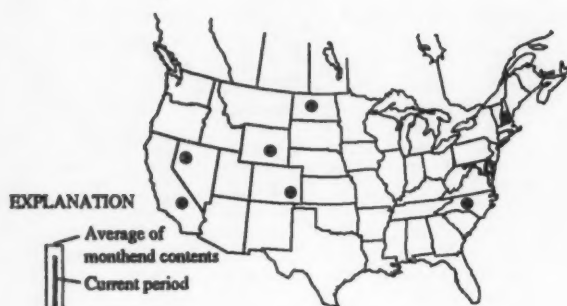 EXPLANATION
Average of
monthend contents
Current period